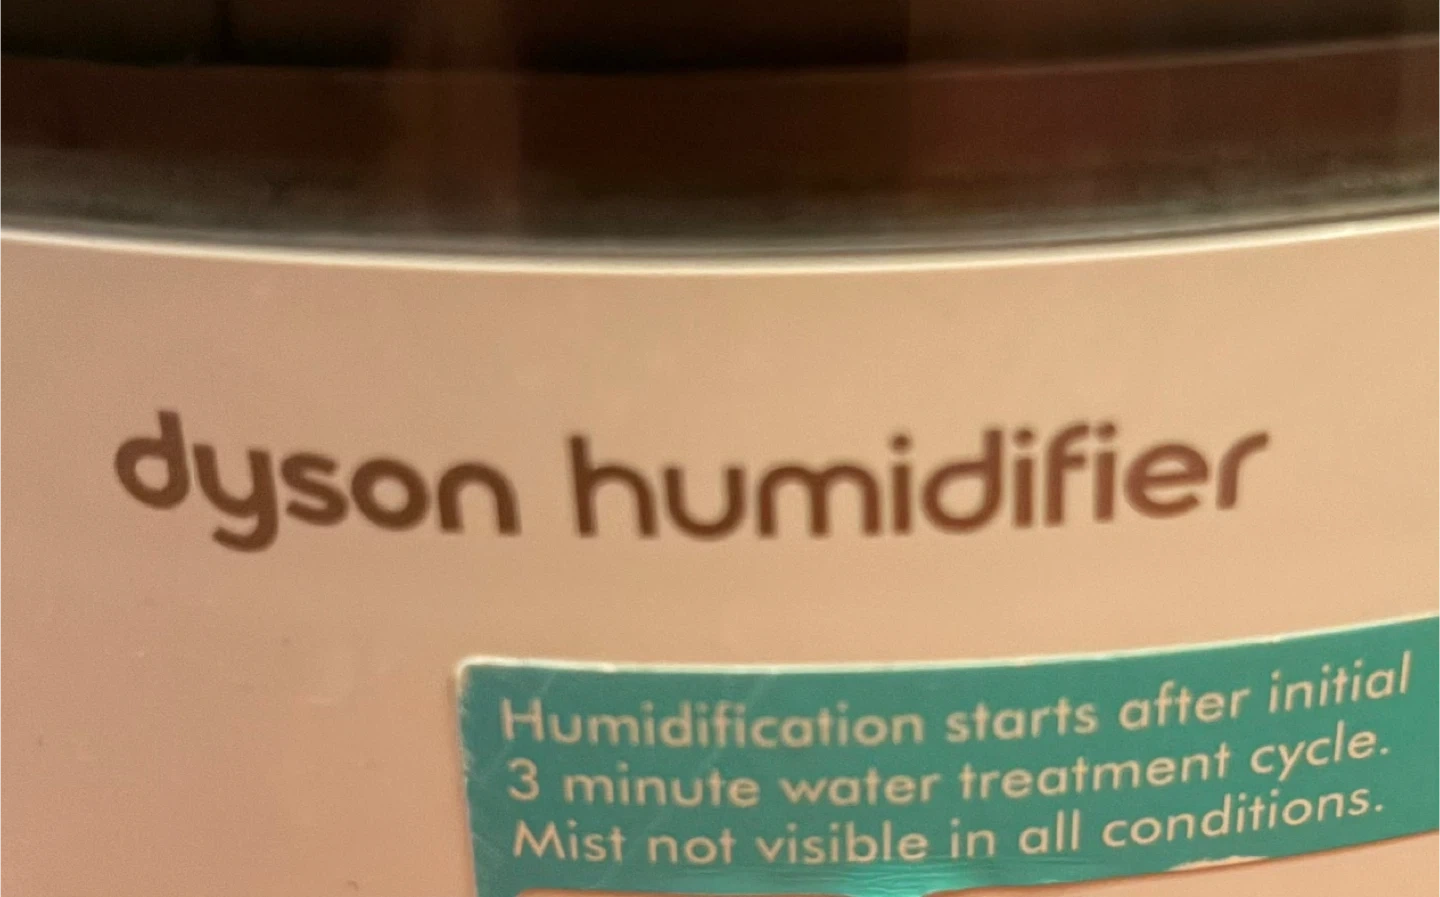 dyson humidifier
Humidification starts after initial
3 minute water treatment cycle.
Mist not visible in all conditions.